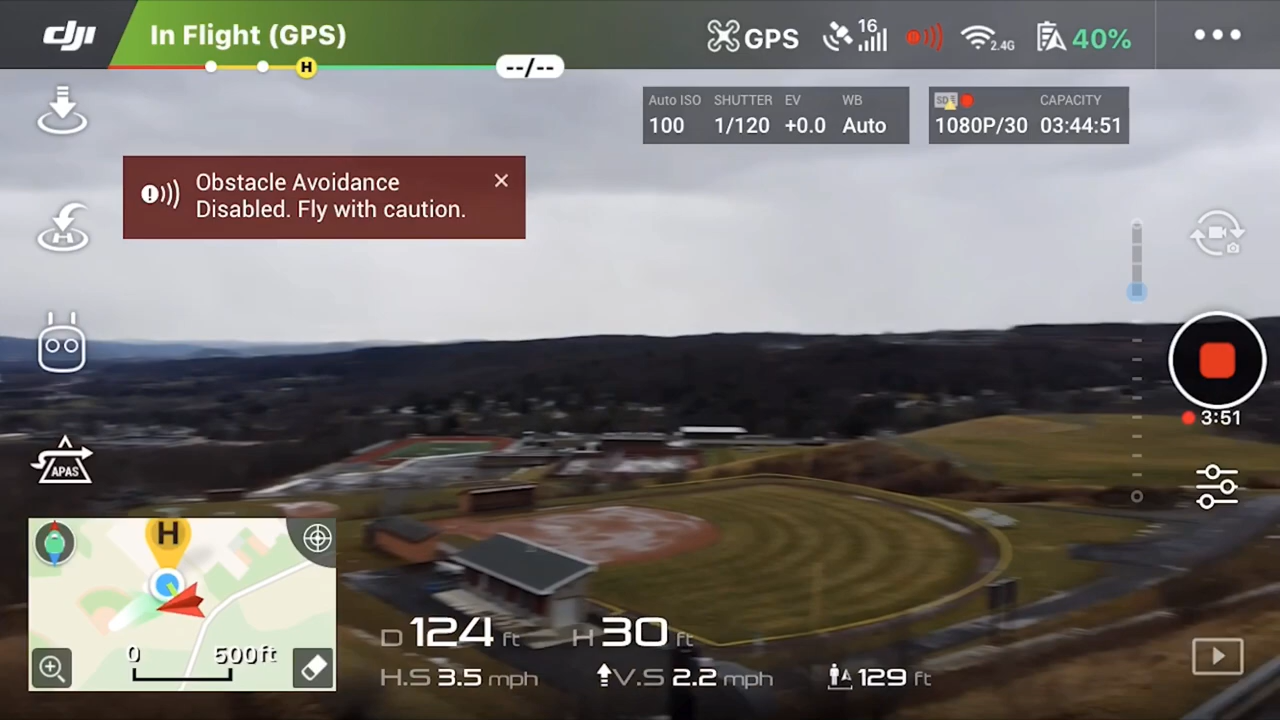 dji
In Flight (GPS)
GPS
16
2.4G
40%
H
--/--
Auto ISO SHUTTER EV WB
100 1/120 +0.0 Auto
SD CAPACITY
1080P/30 03:44:51
Obstacle Avoidance
Disabled. Fly with caution.
H
3:51
APAS
H
0 500ft
D 124 ft H 30 ft
H.S 3.5 mph V.S 2.2 mph 129 ft